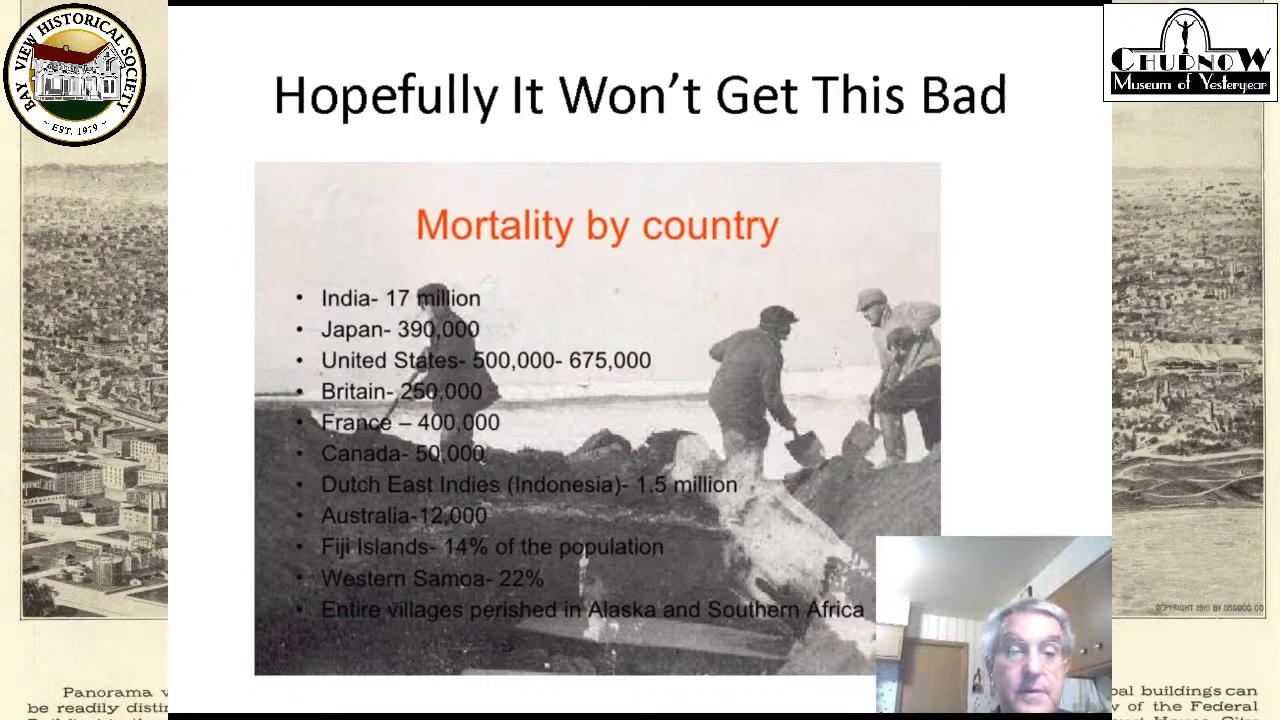 BAY VIEW HISTORICAL SOCIETY
~ EST. 1979 ~
CHUDNOW
Museum of Yesteryear
Hopefully It Won't Get This Bad
Mortality by country
• India- 17 million
• Japan- 390,000
• United States- 500,000- 675,000
• Britain- 250,000
• France – 400,000
• Canada- 50,000
• Dutch East Indies (Indonesia)- 1.5 million
• Australia-12,000
• Fiji Islands- 14% of the population
• Western Samoa- 22%
• Entire villages perished in Alaska and Southern Africa
COPYRIGHT 1910 BY OSGOOD CO
Panorama v
be readily distin
pal buildings can
w of the Federal